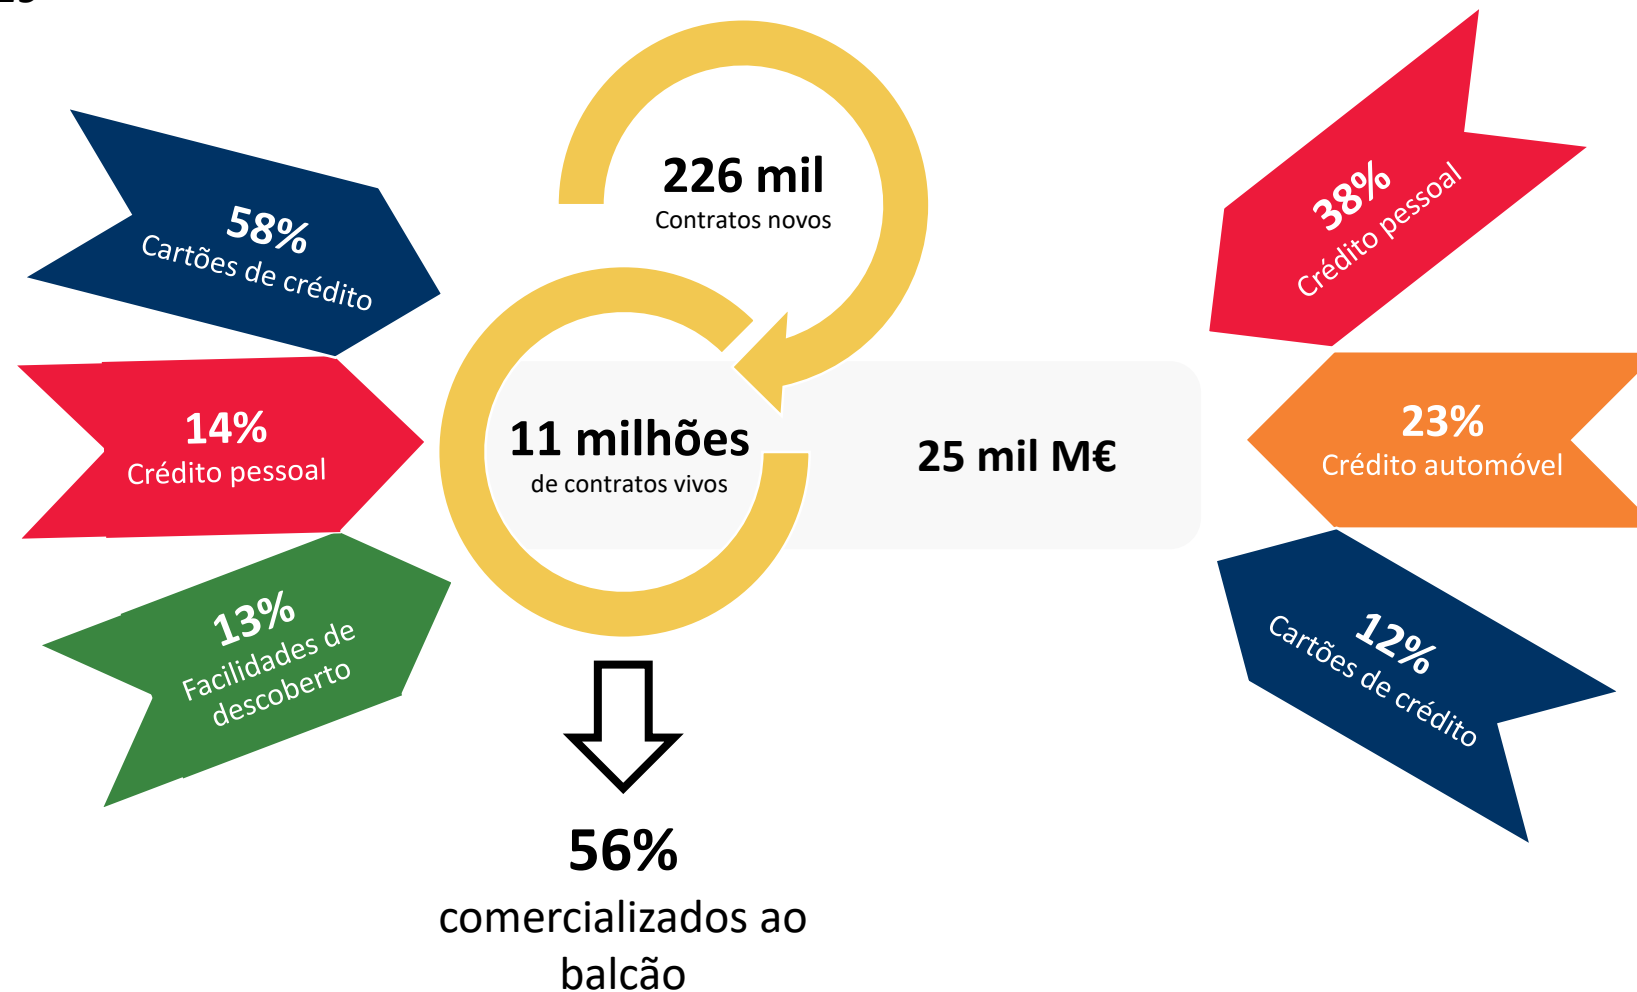 226 mil
Contratos novos
58%
Cartões de crédito
14%
Crédito pessoal
13%
Facilidades de
descoberto
11 milhões
de contratos vivos
25 mil M€
38%
Crédito pessoal
23%
Crédito automóvel
12%
Cartões de crédito
56%
comercializados ao
balcão